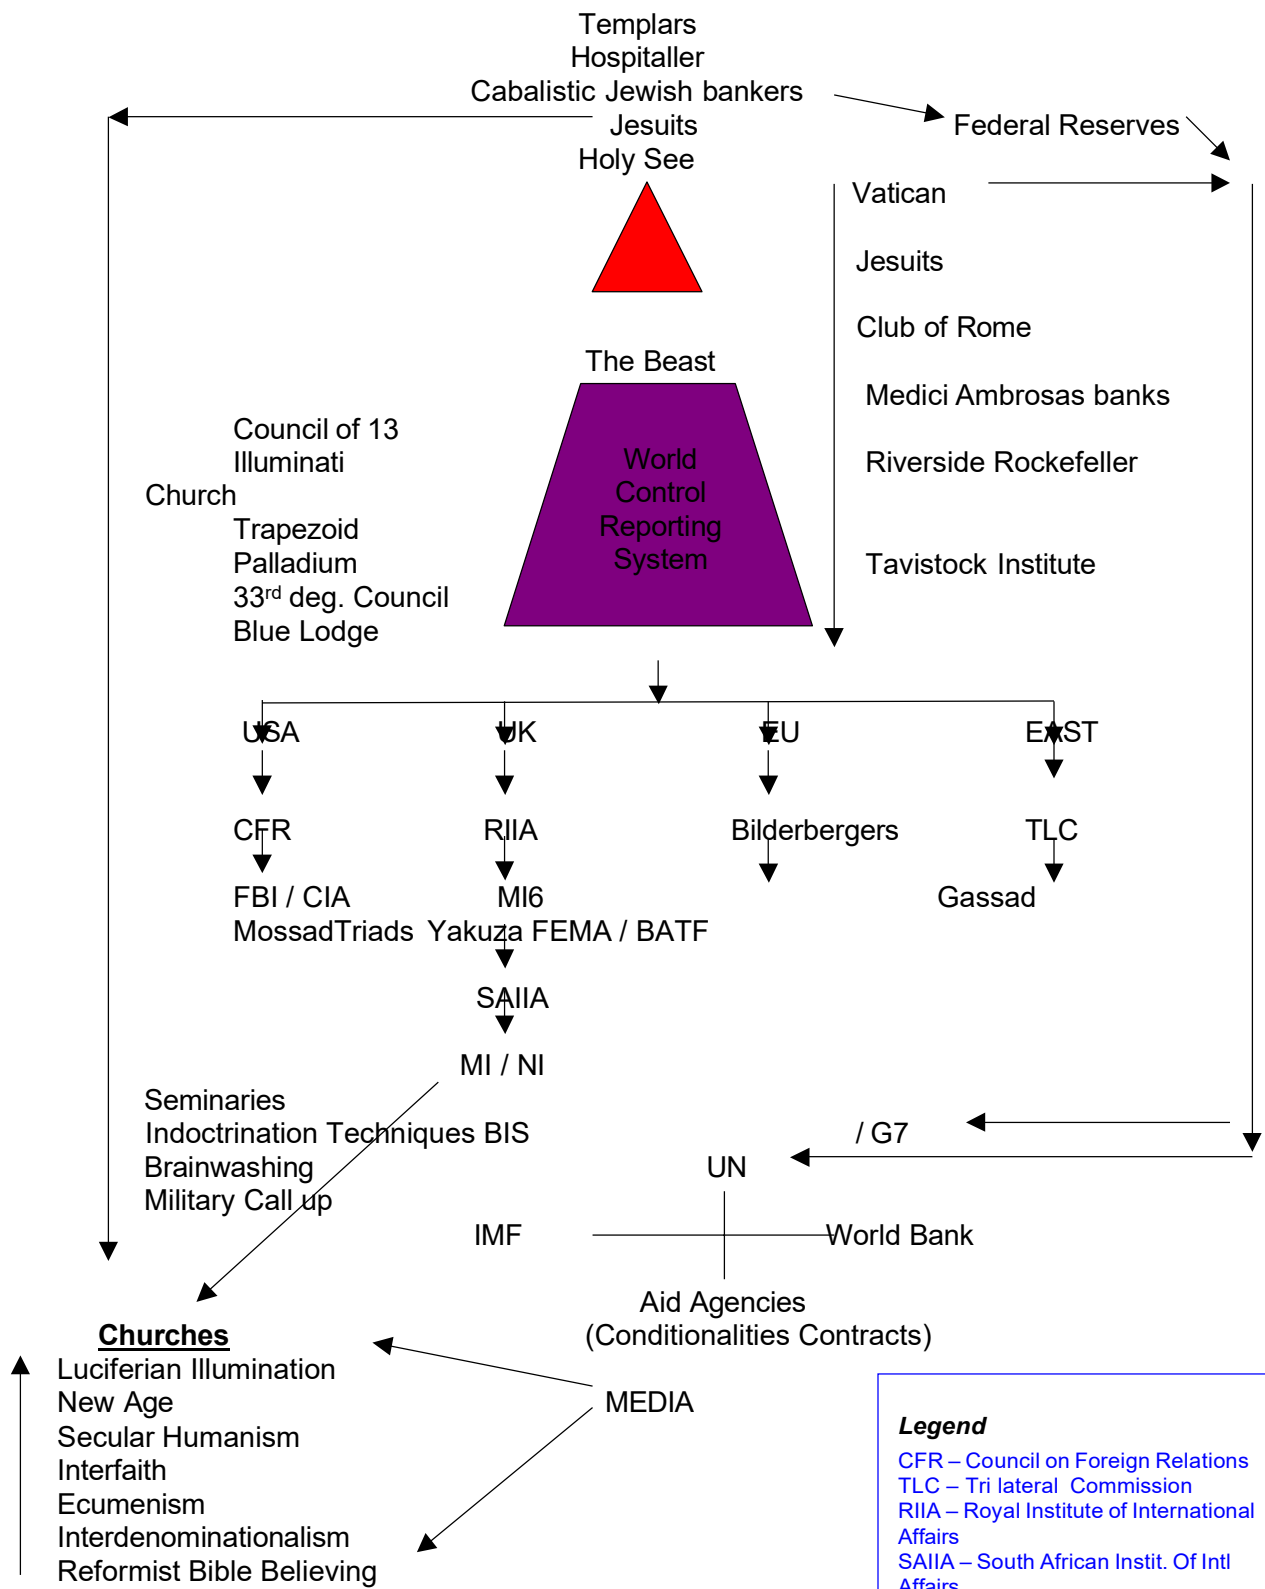 Templars
Hospitaller
Cabalistic Jewish bankers
Jesuits
Holy See
Federal Reserves
Vatican
Jesuits
Club of Rome
Medici Ambrosas banks
Riverside Rockefeller
Tavistock Institute
The Beast
World
Control
Reporting
System
Council of 13
Illuminati
Church
Trapezoid
Palladium
33rd deg. Council
Blue Lodge
USA UK EU EAST
CFR RIIA Bilderbergers TLC
FBI / CIA MI6 Gassad
MossadTriads Yakuza FEMA / BATF
SAIIA
MI / NI
Seminaries
Indoctrination Techniques BIS / G7
Brainwashing
Military Call up
UN
IMF World Bank
Aid Agencies
(Conditionalities Contracts)
Churches
Luciferian Illumination
New Age
Secular Humanism
Interfaith
Ecumenism
Interdenominationalism
Reformist Bible Believing
MEDIA
Legend
CFR – Council on Foreign Relations
TLC – Tri lateral Commission
RIIA – Royal Institute of International
Affairs
SAIIA – South African Instit. Of Intl
Affairs